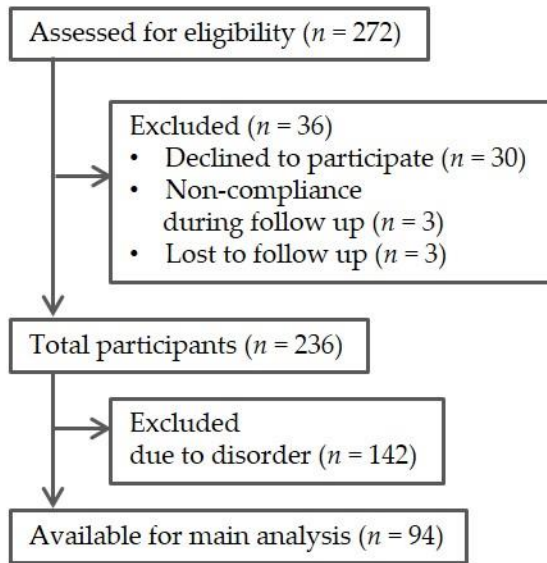 Assessed for eligibility (n = 272)
Excluded (n = 36)
• Declined to participate (n = 30)
• Non-compliance
during follow up (n = 3)
• Lost to follow up (n = 3)
Total participants (n = 236)
Excluded
due to disorder (n = 142)
Available for main analysis (n = 94)